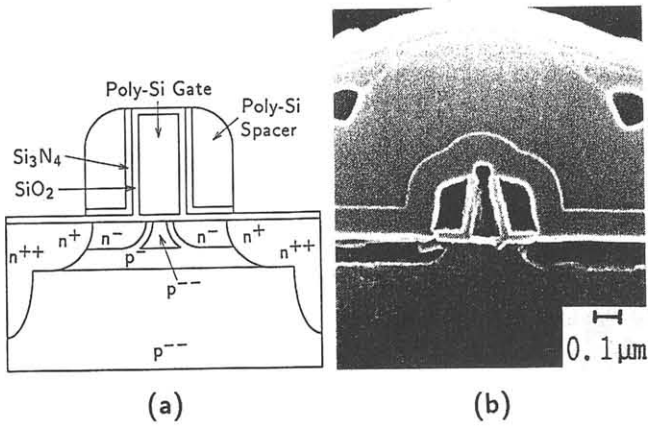 Poly-Si Gate
Poly-Si
Spacer
Si₃N₄
SiO₂
n++ n+ n- n- n+ n++
p-
p--
p--
0.1μm
(a) (b)